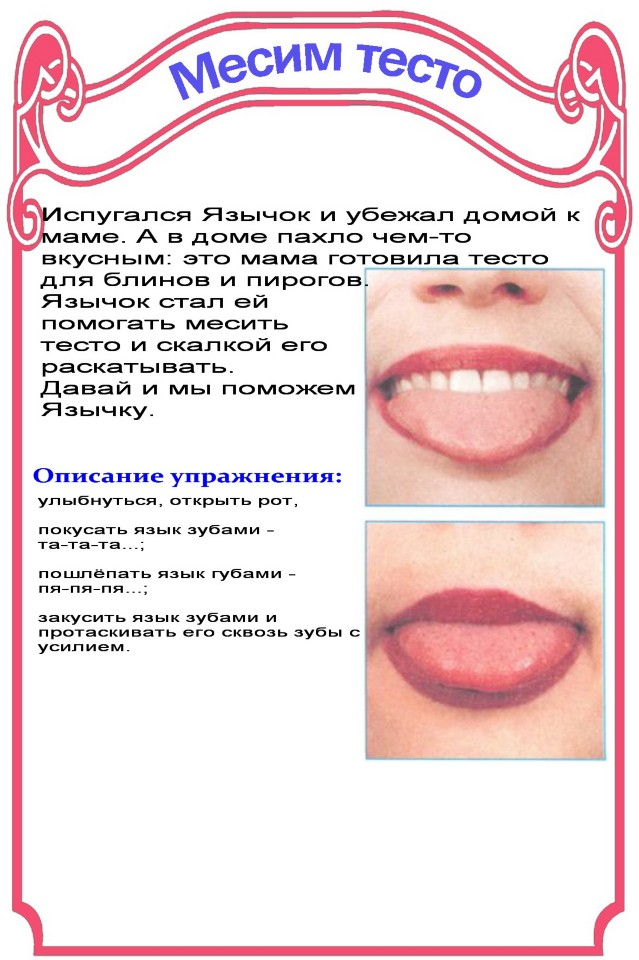 Месим тесто
Испугался Язычок и убежал домой к
маме. А в доме пахло чем-то
вкусным: это мама готовила тесто
для блинов и пирогов.
Язычок стал ей
помогать месить
тесто и скалкой его
раскатывать.
Давай и мы поможем
Язычку.
Описание упражнения:
улыбнуться, открыть рот,
покусать язык зубами -
та-та-та...;
пошлёпать язык губами -
пя-пя-пя...;
закусить язык зубами и
протаскивать его сквозь зубы с
усилием.